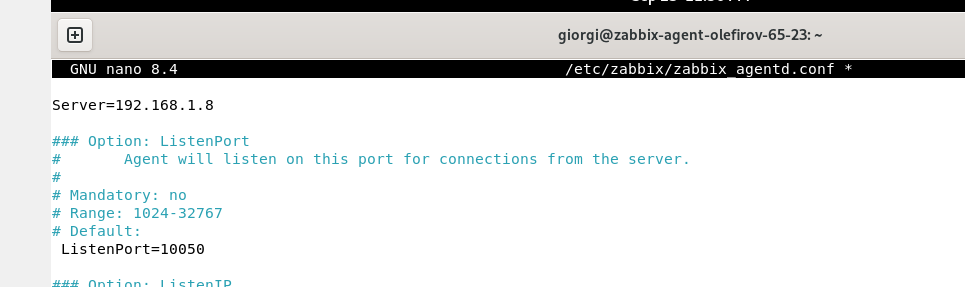 giorgi@zabbix-agent-olefirov-65-23: ~
GNU nano 8.4 /etc/zabbix/zabbix_agentd.conf *
Server=192.168.1.8
### Option: ListenPort
# Agent will listen on this port for connections from the server.
#
# Mandatory: no
# Range: 1024-32767
# Default:
ListenPort=10050
### Option: ListenIP